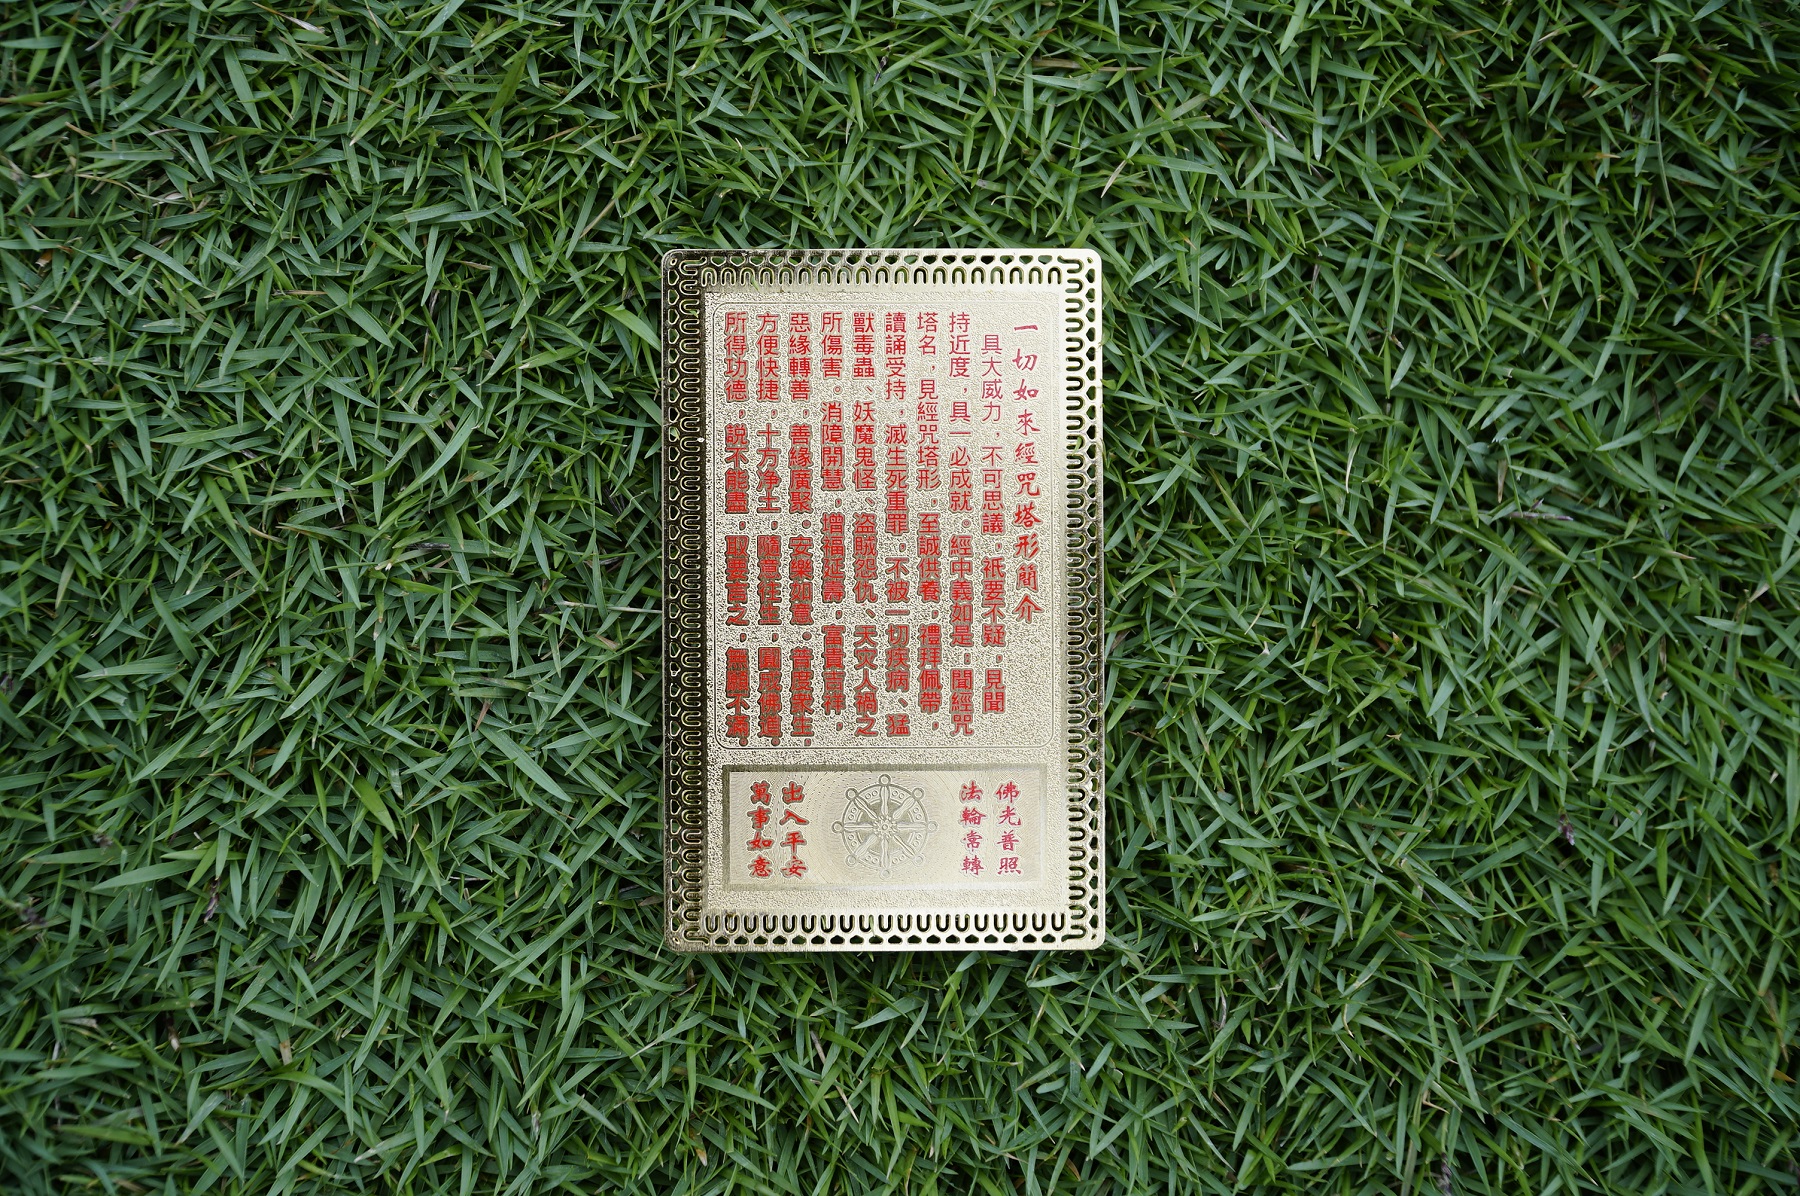 一切如來經咒塔形簡介
具大威力，不可思議，祇要不疑，見聞
持近度，具一必成就。經中義如是，聞經咒
塔名，見經咒塔形，至誠供養，禮拜佩帶，
讀誦受持，滅生死重罪，不被一切疾病、猛
獸毒蟲、妖魔鬼怪、盗賊怨仇、天灾人禍之
所傷害。消障開慧，增福延壽，富貴吉祥，
惡緣轉善，善緣廣聚。安樂如意。普度衆生，
方便快捷，十方净土，隨意往生，圓成佛道。
所得功德，說不能盡，取要言之，無願不滿。
佛光普照
法輪常轉
出入平安
萬事如意